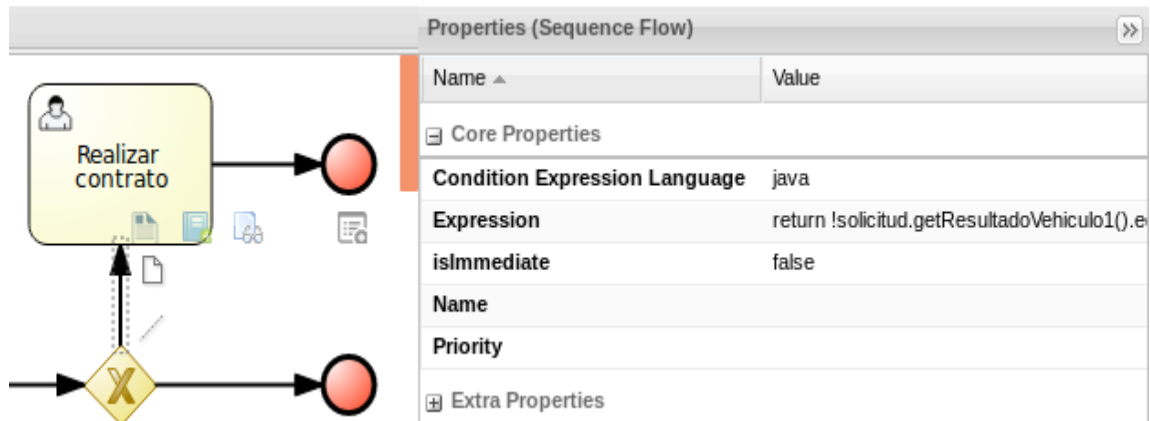 Properties (Sequence Flow)
Name Value
Core Properties
Realizar
contrato
Condition Expression Language java
Expression return !solicitud.getResultadoVehiculo1().e
isImmediate false
Name
Priority
Extra Properties